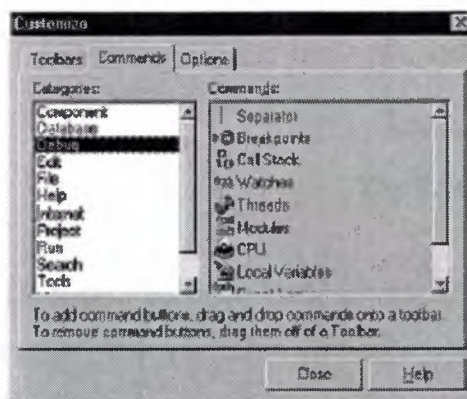 Customize
Toolbars Commands Options
Categories: Commands:
Component
Database
Debug
Edit
File
Help
Internet
Project
Run
Search
Tools
Separator
Breakpoints
Call Stack
Watches
Threads
Modules
CPU
Local Variables
To add command buttons, drag and drop commands onto a toolbar.
To remove command buttons, drag them off of a Toolbar.
Close Help